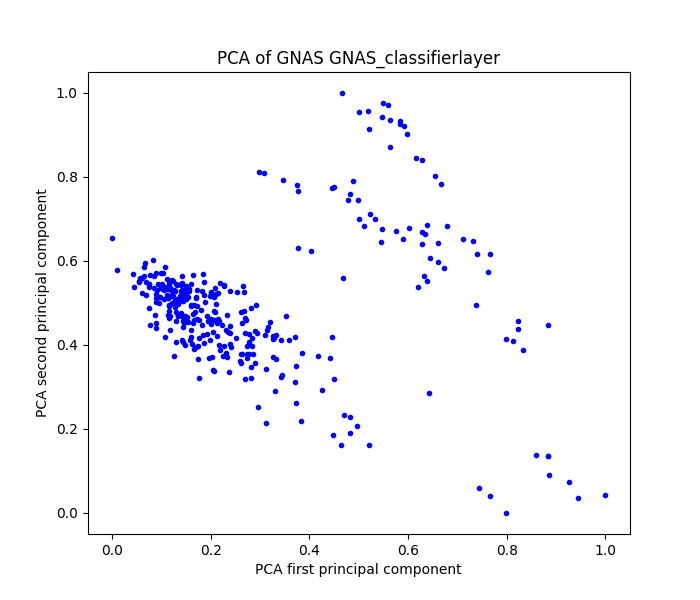 PCA of GNAS GNAS_classifierlayer
1.0
0.8
0.6
0.4
0.2
0.0
PCA second principal component
0.0 0.2 0.4 0.6 0.8 1.0
PCA first principal component